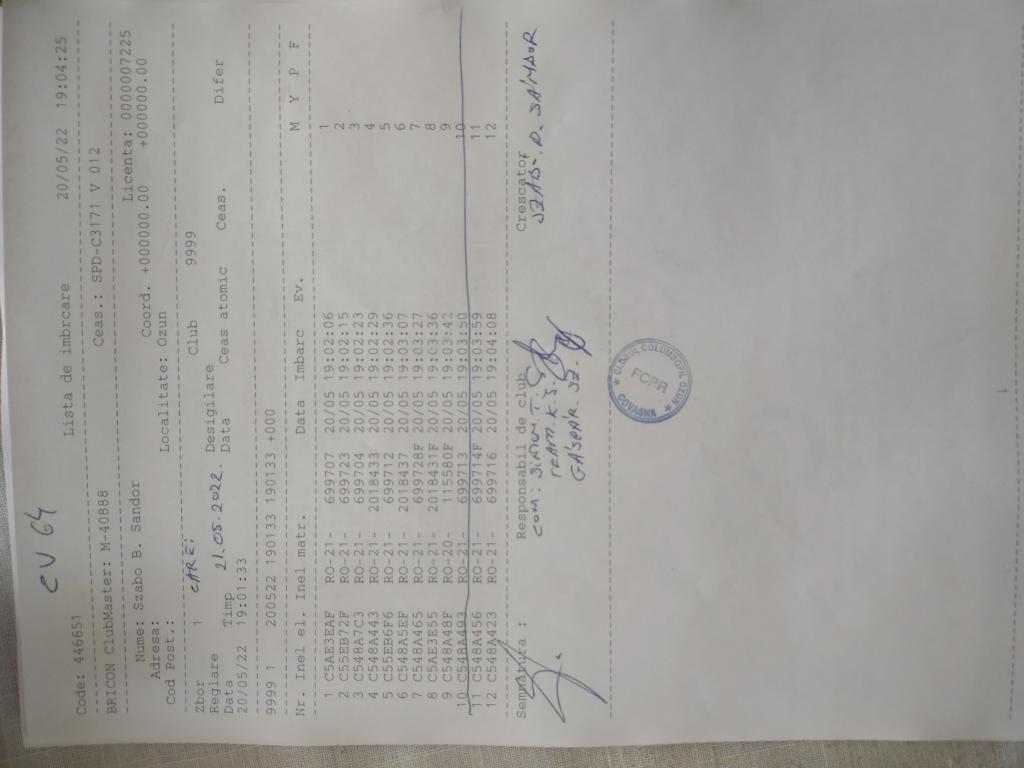 CV 64
Code: 446651 Lista de imbrcare 20/05/22 19:04:25
BRICON ClubMaster: M-40888 Ceas.: SPD-C3171 V 012
Nume: Szabo B. Sandor Licenta: 0000007225
Adresa: Coord. +000000.00 +0000000.00
Cod Post.: Localitate: Ozun
Zbor 1 CAREI Club 9999
Reglare 21.05.2022. Desigilare
Data Timp Data Ceas atomic Ceas. Difer
20/05/22 19:01:33
9999 1 200522 190133 190133 +000
Nr. Inel el. Inel matr. Data Imbarc Ev. M Y P F
1 C5AE3EAF RO-21- 699707 20/05 19:02:06 1
2 C55EB72F RO-21- 699723 20/05 19:02:15 2
3 C548A7C3 RO-21- 699704 20/05 19:02:23 3
4 C548A443 RO-21- 2018433 20/05 19:02:29 4
5 C55EB6F6 RO-21- 699712 20/05 19:02:36 5
6 C548A5EF RO-21- 2018437 20/05 19:03:07 6
7 C548A465 RO-21- 699728F 20/05 19:03:27 7
8 C5AE3E55 RO-21- 2018431F 20/05 19:03:36 8
9 C548A48F RO-20- 115580F 20/05 19:03:42 9
10 C548A493 RO-21- 699713 20/05 19:03:50 10
11 C548A456 RO-21- 699714F 20/05 19:03:59 11
12 C548A423 RO-21- 699716 20/05 19:04:08 12
Semnatura : Responsabil de club Crescator
COM. SIMON T. SZABO B. SANDOR
TEAM. K. S.
GASPAR. SZ.
CLUBUL COLUMBOFIL OZUN
FCPR
COVASNA
1